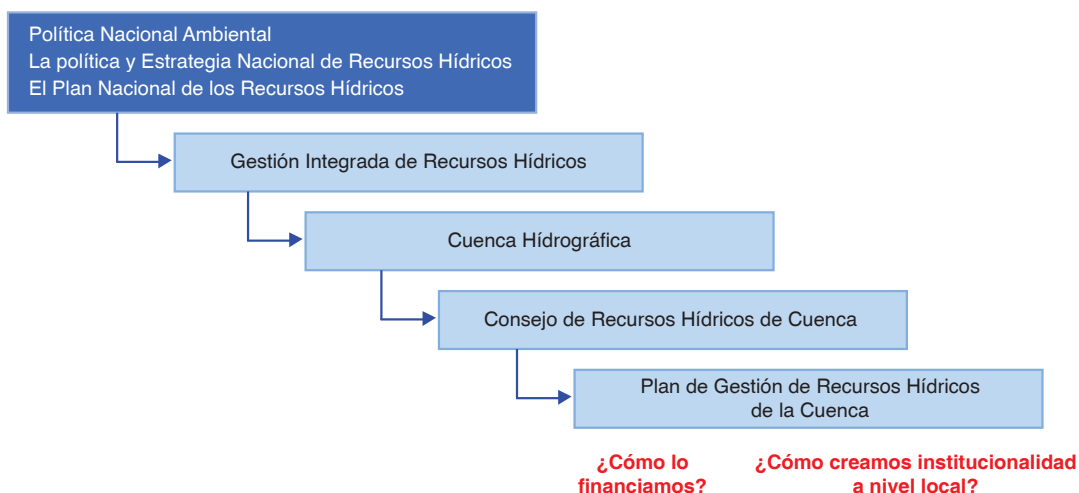 Política Nacional Ambiental
La política y Estrategia Nacional de Recursos Hídricos
El Plan Nacional de los Recursos Hídricos
Gestión Integrada de Recursos Hídricos
Cuenca Hídrográfica
Consejo de Recursos Hídricos de Cuenca
Plan de Gestión de Recursos Hídricos
de la Cuenca
¿Cómo lo
financiamos?
¿Cómo creamos institucionalidad
a nivel local?